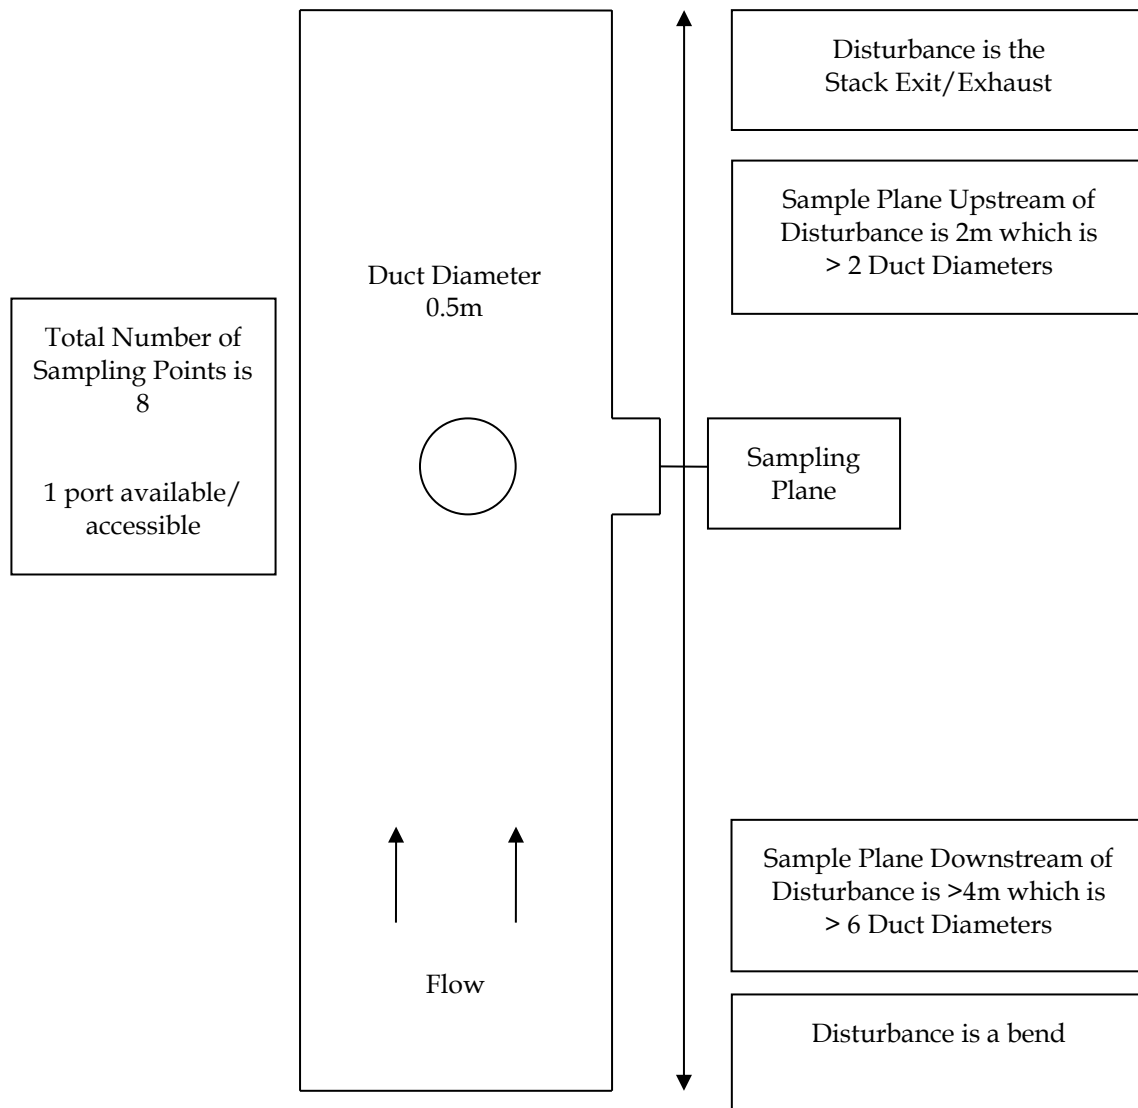 Disturbance is the
Stack Exit/Exhaust
Sample Plane Upstream of
Disturbance is 2m which is
> 2 Duct Diameters
Duct Diameter
0.5m
Total Number of
Sampling Points is
8
1 port available/
accessible
Sampling
Plane
Sample Plane Downstream of
Disturbance is >4m which is
> 6 Duct Diameters
Flow
Disturbance is a bend